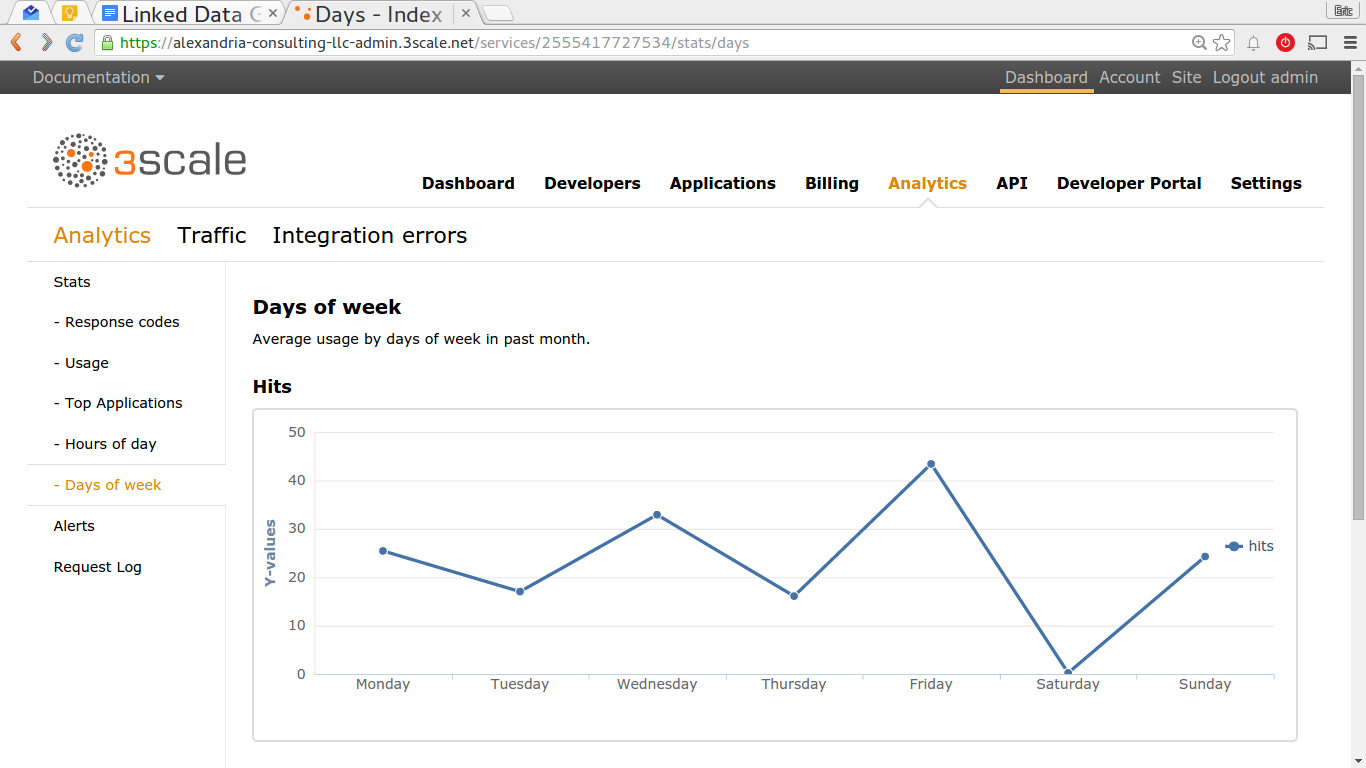 Linked Data G
Days - Index
Eric
https://alexandria-consulting-llc-admin.3scale.net/services/2555417727534/stats/days
Documentation
Dashboard Account Site Logout admin
3scale
Dashboard Developers Applications Billing Analytics API Developer Portal Settings
Analytics Traffic Integration errors
Stats
- Response codes
- Usage
- Top Applications
- Hours of day
- Days of week
Alerts
Request Log
Days of week
Average usage by days of week in past month.
Hits
Y-values
50
40
30
20
10
0
Monday Tuesday Wednesday Thursday Friday Saturday Sunday
hits